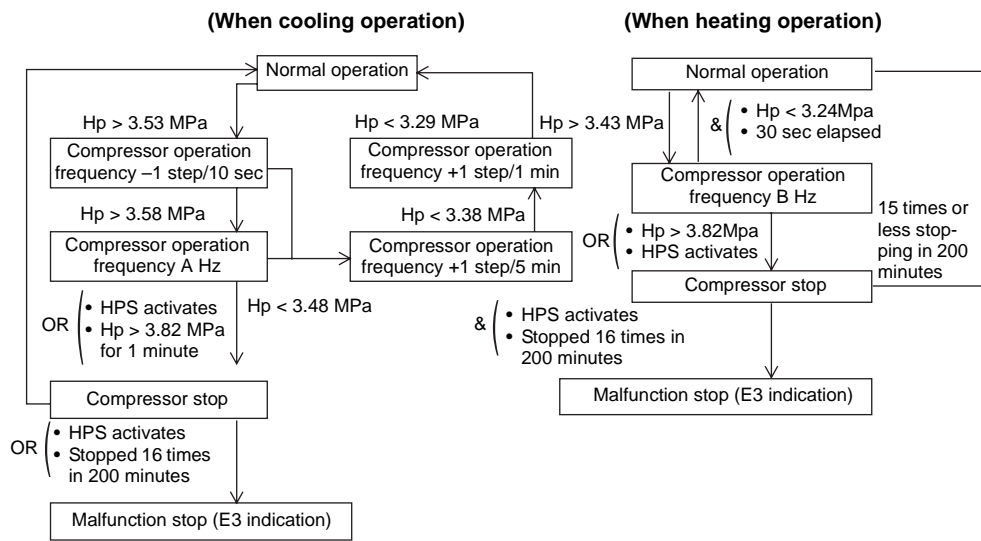 (When cooling operation)
Normal operation
Hp > 3.53 MPa
Compressor operation
frequency –1 step/10 sec
Hp > 3.58 MPa
Compressor operation
frequency A Hz
OR
• HPS activates
• Hp > 3.82 MPa
for 1 minute
Hp < 3.48 MPa
Compressor stop
OR
• HPS activates
• Stopped 16 times
in 200 minutes
Malfunction stop (E3 indication)
Hp < 3.29 MPa
Compressor operation
frequency +1 step/1 min
Hp < 3.38 MPa
Compressor operation
frequency +1 step/5 min
(When heating operation)
Normal operation
Hp > 3.43 MPa
&
• Hp < 3.24Mpa
• 30 sec elapsed
Compressor operation
frequency B Hz
OR
• Hp > 3.82Mpa
• HPS activates
15 times or
less stop-
ping in 200
minutes
Compressor stop
&
• HPS activates
• Stopped 16 times in
200 minutes
Malfunction stop (E3 indication)